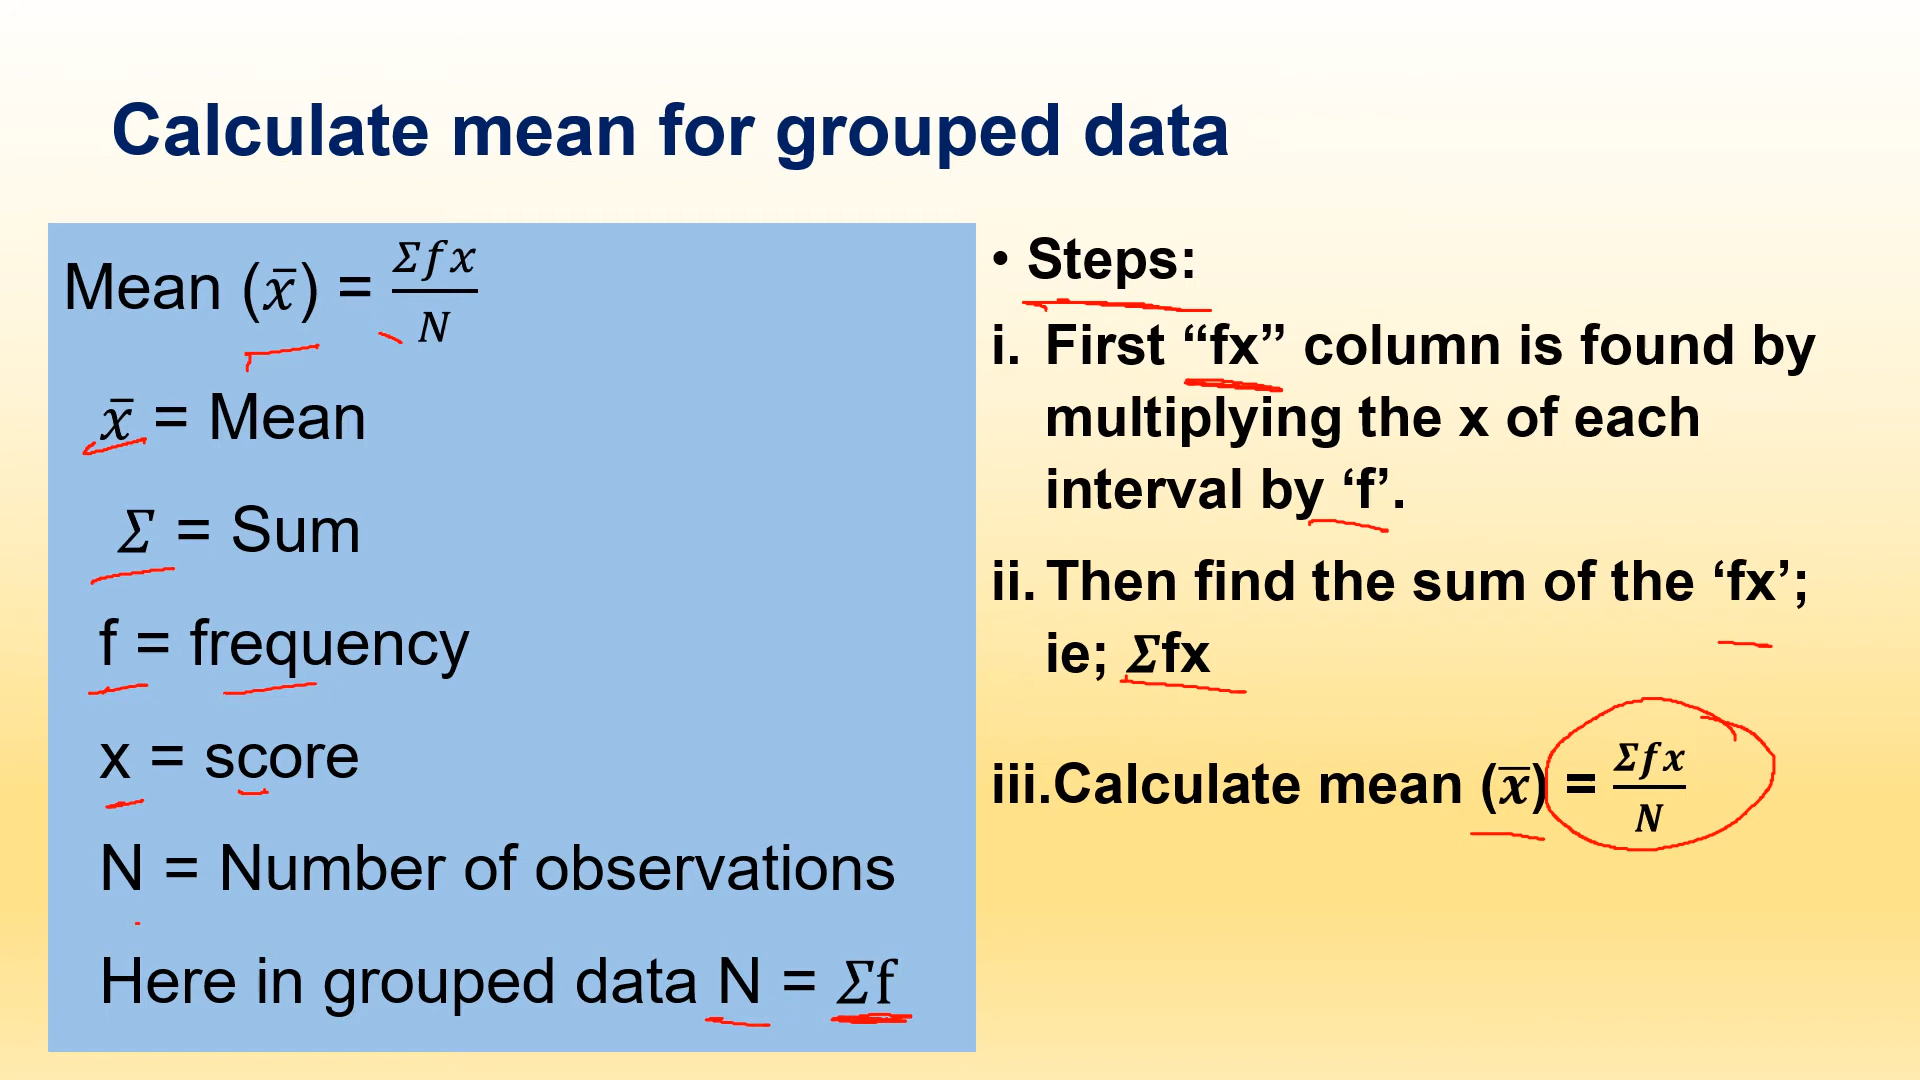 Calculate mean for grouped data
Mean (x̄) = Σfx/N
x̄ = Mean
Σ = Sum
f = frequency
x = score
N = Number of observations
Here in grouped data N = Σf
• Steps:
i. First “fx” column is found by
multiplying the x of each
interval by ‘f’.
ii. Then find the sum of the ‘fx’;
ie; Σfx
iii.Calculate mean (x̄) = Σfx/N